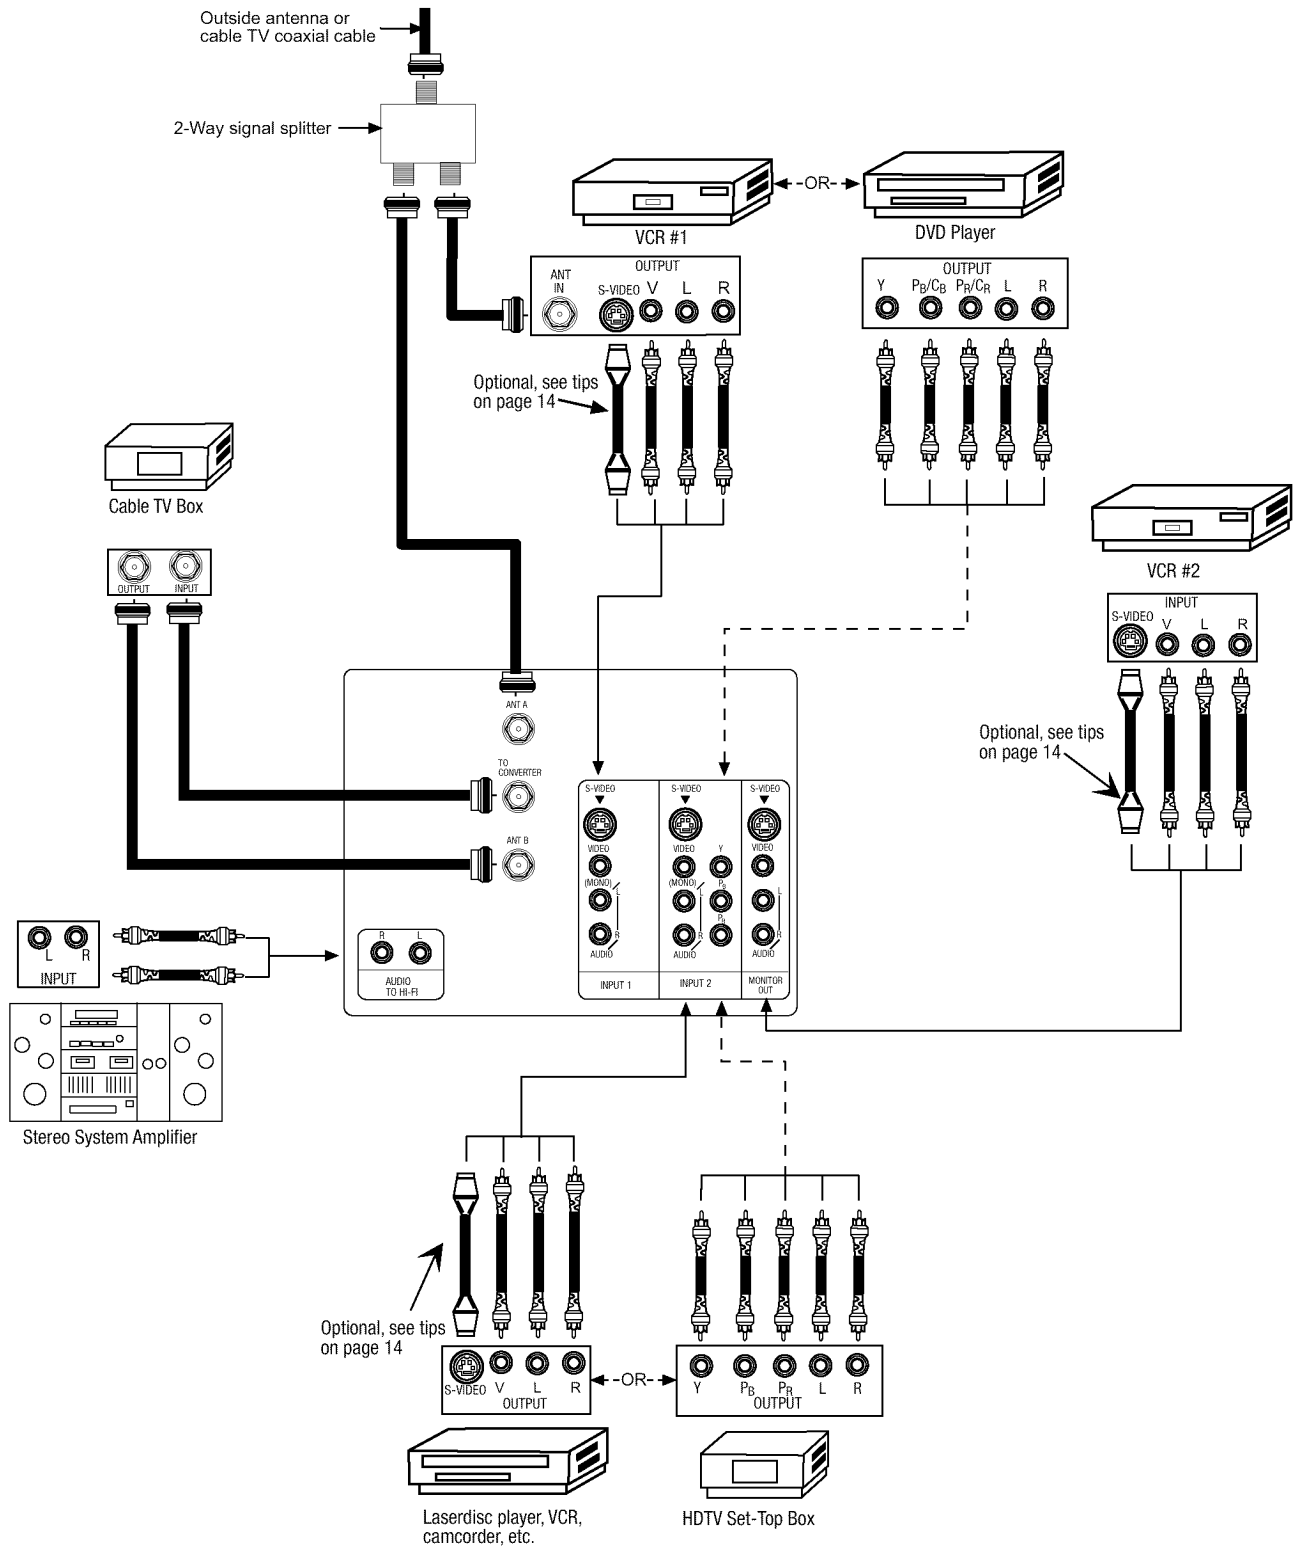 Outside antenna or
cable TV coaxial cable
2-Way signal splitter
-OR-
VCR #1
DVD Player
OUTPUT
ANT
IN
S-VIDEO V L R
OUTPUT
Y PB/CB PR/CR L R
Optional, see tips
on page 14
Cable TV Box
OUTPUT INPUT
VCR #2
INPUT
S-VIDEO V L R
Optional, see tips
on page 14
ANT A
TO
CONVERTER
ANT B
S-VIDEO
VIDEO
(MONO)
L
R
AUDIO
INPUT 1
S-VIDEO
VIDEO Y
(MONO) PB
L
PR
R
AUDIO
INPUT 2
S-VIDEO
VIDEO
L
R
AUDIO
MONITOR
OUT
R L
AUDIO
TO HI-FI
L R
INPUT
Stereo System Amplifier
Optional, see tips
on page 14
S-VIDEO V L R
OUTPUT
-OR-
Y PB PR L R
OUTPUT
Laserdisc player, VCR,
camcorder, etc.
HDTV Set-Top Box